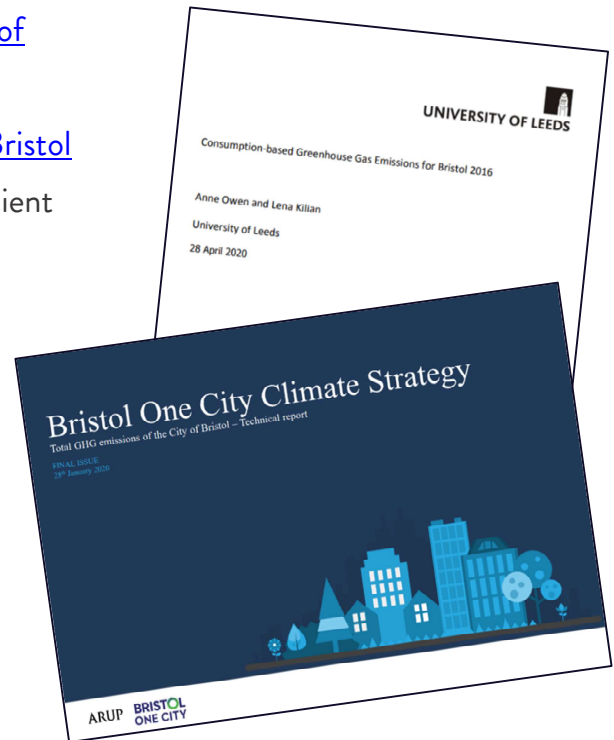 of
Bristol
ient
UNIVERSITY OF LEEDS
Consumption-based Greenhouse Gas Emissions for Bristol 2016
Anne Owen and Lena Kilian
University of Leeds
28 April 2020
Bristol One City Climate Strategy
Total GHG emissions of the City of Bristol – Technical report
FINAL ISSUE
28th January 2020
ARUP
BRISTOL
ONE CITY